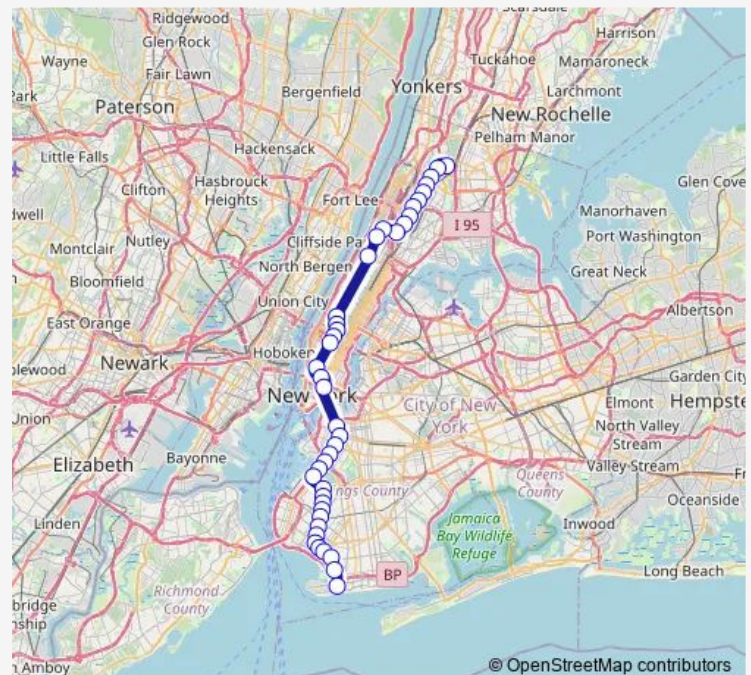 Ridgewood
Scarsdale
Harrison
Glen Rock
Wayne
Tuckahoe
Mamaroneck
Fair Lawn
Yonkers
Park
Paterson
Bergenfield
Larchmont
New Rochelle
Pelham Manor
Little Falls
Hackensack
Clifton
Hasbrouck
Heights
Fort Lee
Glen Cove
dwell
I 95
Manorhaven
Nutley
Cliffside Pa
Port Washington
Montclair
North Bergen
Great Neck
Bloomfield
Union City
Albertson
East Orange
plewood
Newark
Hoboken
Garden City
New York
City of New
York
Elmont
Hempste
Union
North Valley
Stream
Bayonne
Elizabeth
Valley Stream
ngs County
Queens
County
Fr
Oceanside
Linden
Jamaica
Bay Wildlife
Refuge
Inwood
BP
Long Beach
Richmond
County
bridge
nship
h Amboy
© OpenStreetMap contributors